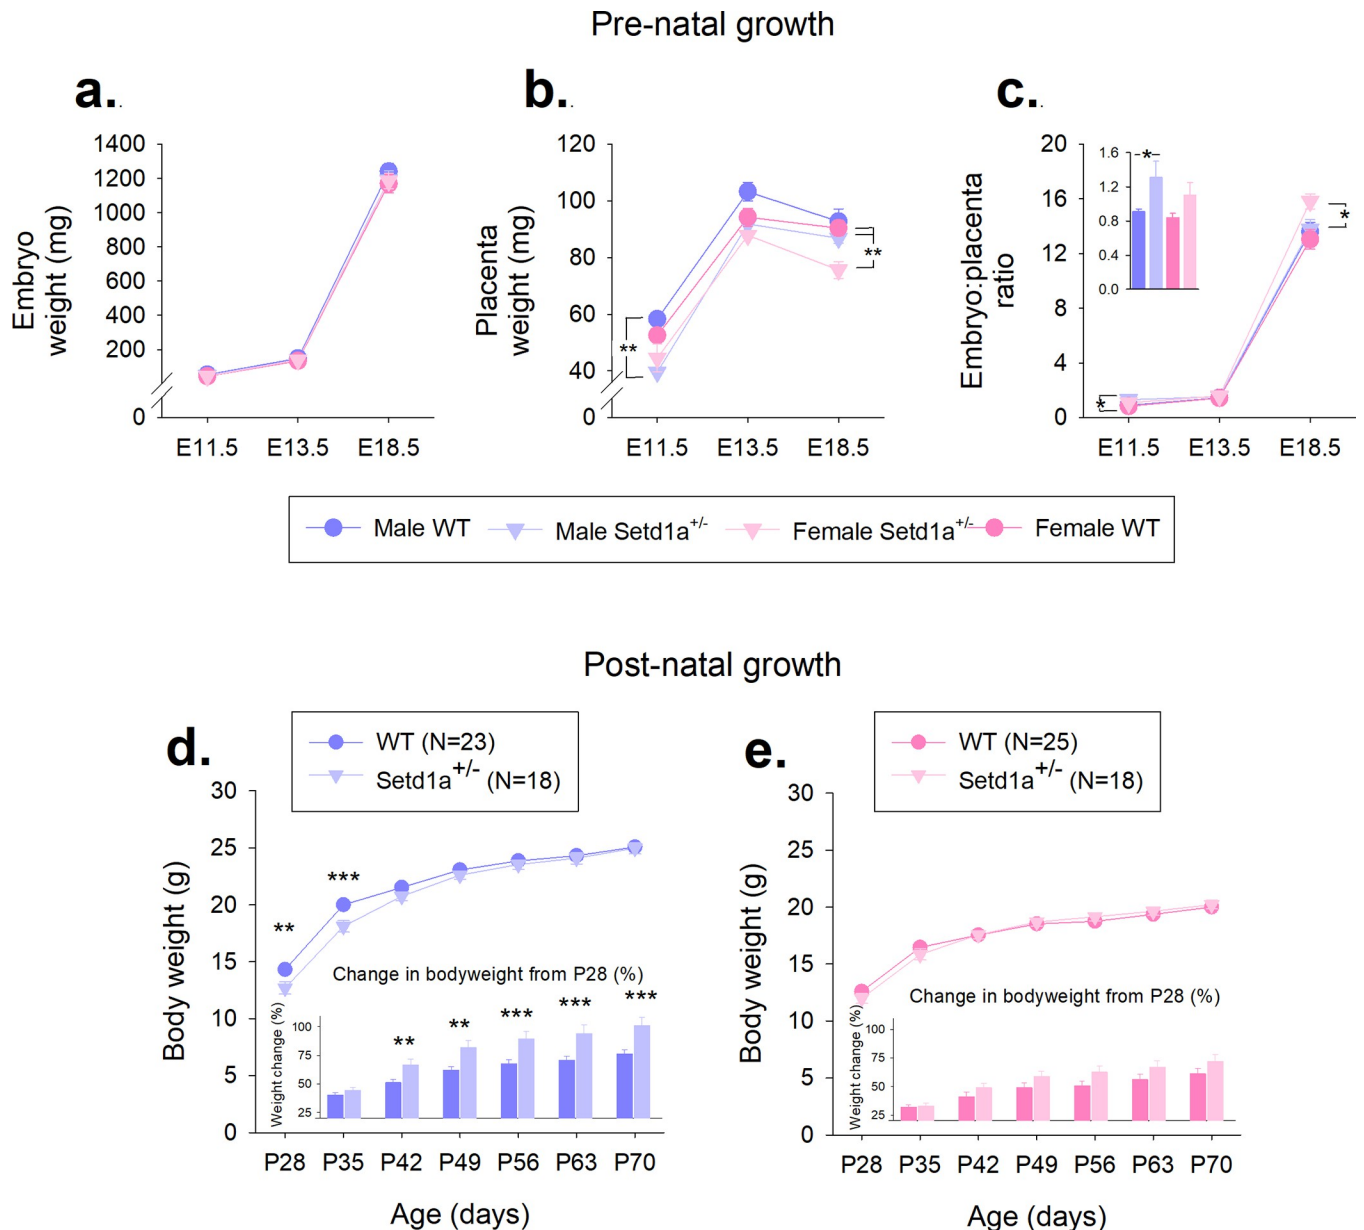 Pre-natal growth
a.
b.
c.
Embryo
weight (mg)
1400
1200
1000
800
600
400
200
0
E11.5 E13.5 E18.5
Placenta
weight (mg)
120
100
80
60
40
0
**
**
E11.5 E13.5 E18.5
Embryo:placenta
ratio
20
16
12
8
4
0
1.6
1.2
0.8
0.4
0.0
*
*
*
E11.5 E13.5 E18.5
Male WT Male Setd1a+/- Female Setd1a+/- Female WT
Post-natal growth
d.
WT (N=23)
Setd1a+/- (N=18)
Body weight (g)
30
25
20
15
10
5
0
**
***
Change in bodyweight from P28 (%)
Weight change (%)
100
75
50
25
** ** *** *** ***
P28 P35 P42 P49 P56 P63 P70
Age (days)
e.
WT (N=25)
Setd1a+/- (N=18)
Body weight (g)
30
25
20
15
10
5
0
Change in bodyweight from P28 (%)
Weight change (%)
100
75
50
25
P28 P35 P42 P49 P56 P63 P70
Age (days)